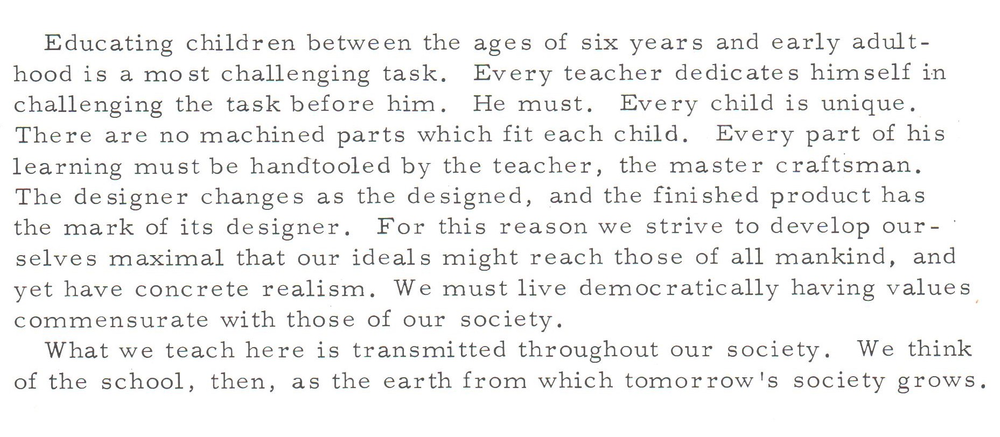 Educating children between the ages of six years and early adult-
hood is a most challenging task. Every teacher dedicates himself in
challenging the task before him. He must. Every child is unique.
There are no machined parts which fit each child. Every part of his
learning must be handtooled by the teacher, the master craftsman.
The designer changes as the designed, and the finished product has
the mark of its designer. For this reason we strive to develop our-
selves maximal that our ideals might reach those of all mankind, and
yet have concrete realism. We must live democratically having values
commensurate with those of our society.
What we teach here is transmitted throughout our society. We think
of the school, then, as the earth from which tomorrow's society grows.